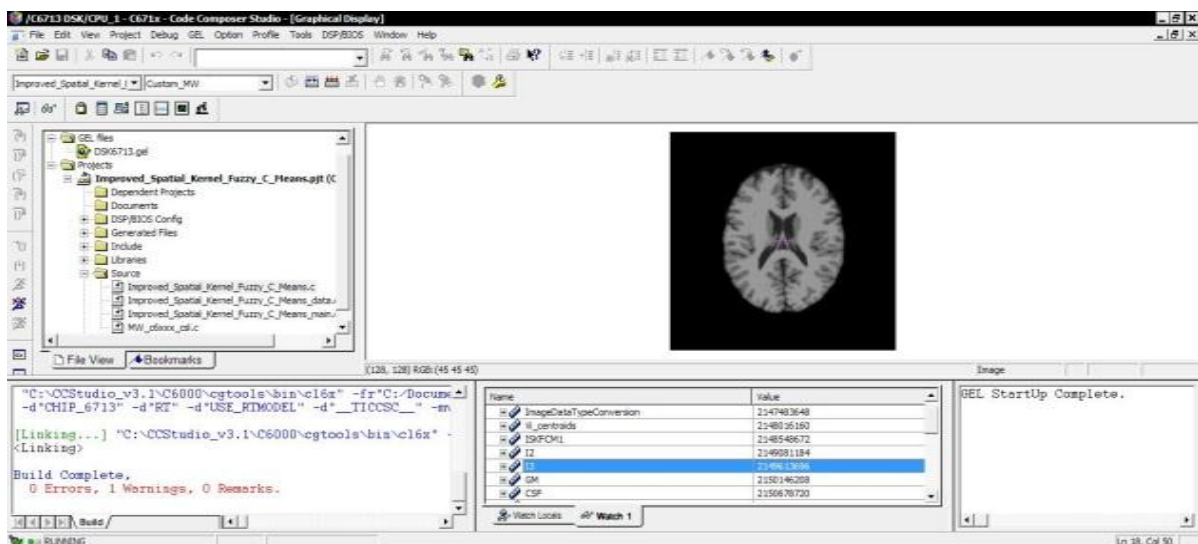 /C6713 DSK/CPU_1 - C671x - Code Composer Studio - [Graphical Display]
File Edit View Project Debug GEL Option Profile Tools DSP/BIOS Window Help
Improved_Spatial_Kernel_ Custom_MW
GEL files
DSK6713.gel
Projects
Improved_Spatial_Kernel_Fuzzy_C_Means.pjt (C
Dependent Projects
Documents
DSP/BIOS Config
Generated Files
Include
Libraries
Source
Improved_Spatial_Kernel_Fuzzy_C_Means.c
Improved_Spatial_Kernel_Fuzzy_C_Means_data.
Improved_Spatial_Kernel_Fuzzy_C_Means_main.
MW_c6xxx_csl.c
File View Bookmarks
(128, 128) RGB:(45 45 45) Image
"C:\CCStudio_v3.1\C6000\cgtools\bin\cl6x" -fr"C:/Docume
-d"CHIP_6713" -d"RT" -d"USE_RTMODEL" -d"__TICCSC__" -m
[Linking...] "C:\CCStudio_v3.1\C6000\cgtools\bin\cl6x" -
<Linking>
Build Complete,
0 Errors, 1 Warnings, 0 Remarks.
Build
Name Value
ImageDataTypeConversion 2147483648
_centroids 2148016160
ISKFCM1 2148548672
I2 2149081184
I3 2149613696
GM 2150146208
CSF 2150678720
Watch Locals Watch 1
GEL StartUp Complete.
RUNNING
Ln 18, Col 50